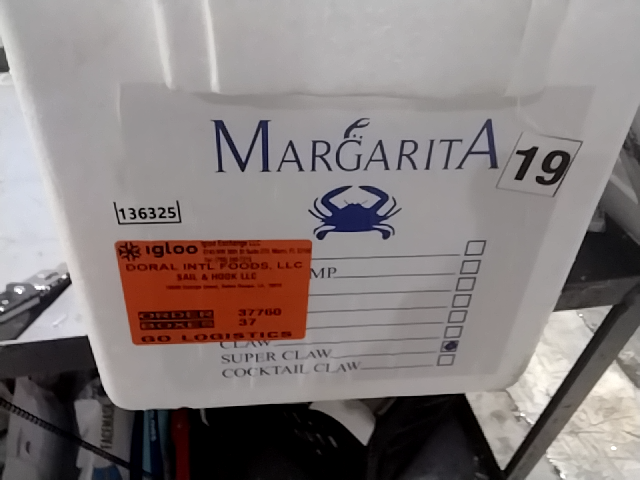 MARGARITA
19
136325
igloo
DORAL INTL FOODS, LLC
SAIL & HOOK LLC
ORDER 37760
BOXES 37
GO LOGISTICS
MP
CLAW
SUPER CLAW
COCKTAIL CLAW
FACEMASK